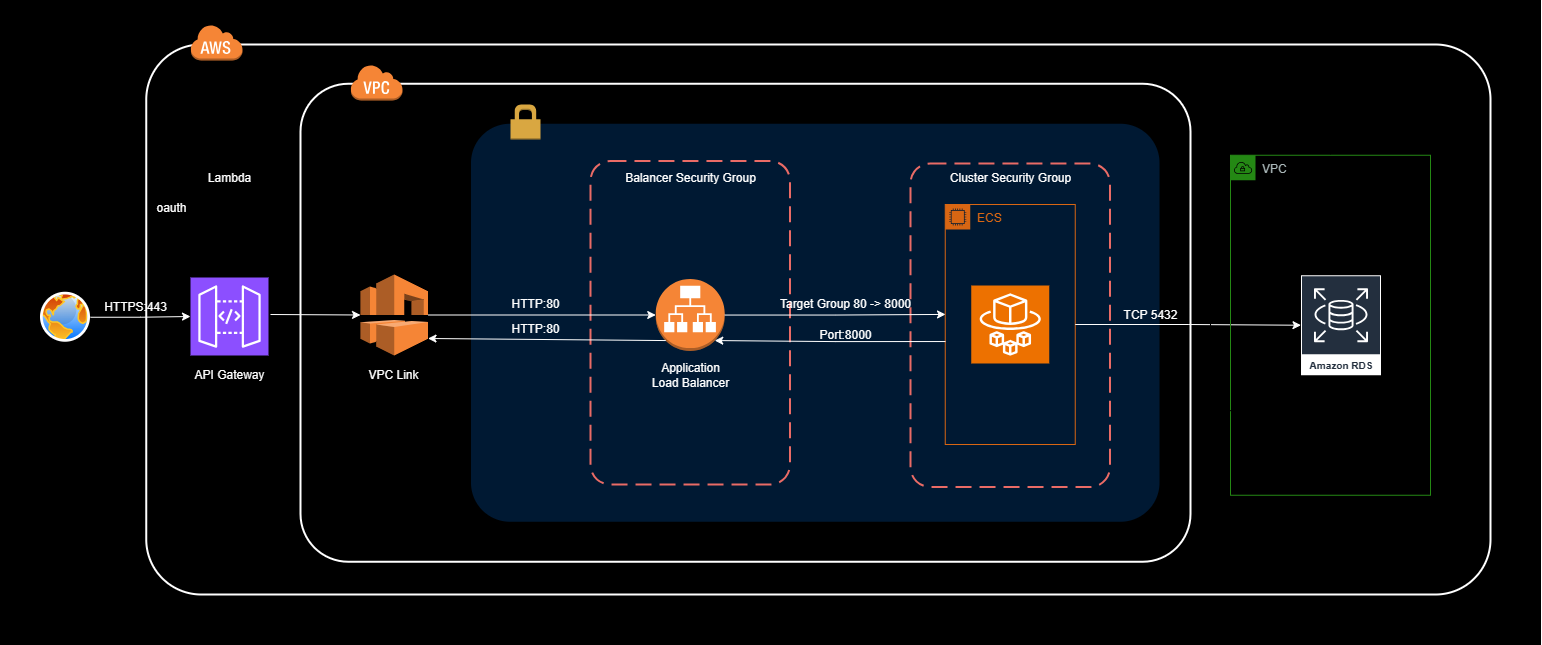 AWS
VPC
Lambda
oauth
Balancer Security Group
Cluster Security Group
VPC
ECS
HTTPS:443
HTTP:80
Target Group 80 -> 8000
TCP 5432
HTTP:80
Port:8000
API Gateway
VPC Link
Application
Load Balancer
Amazon RDS